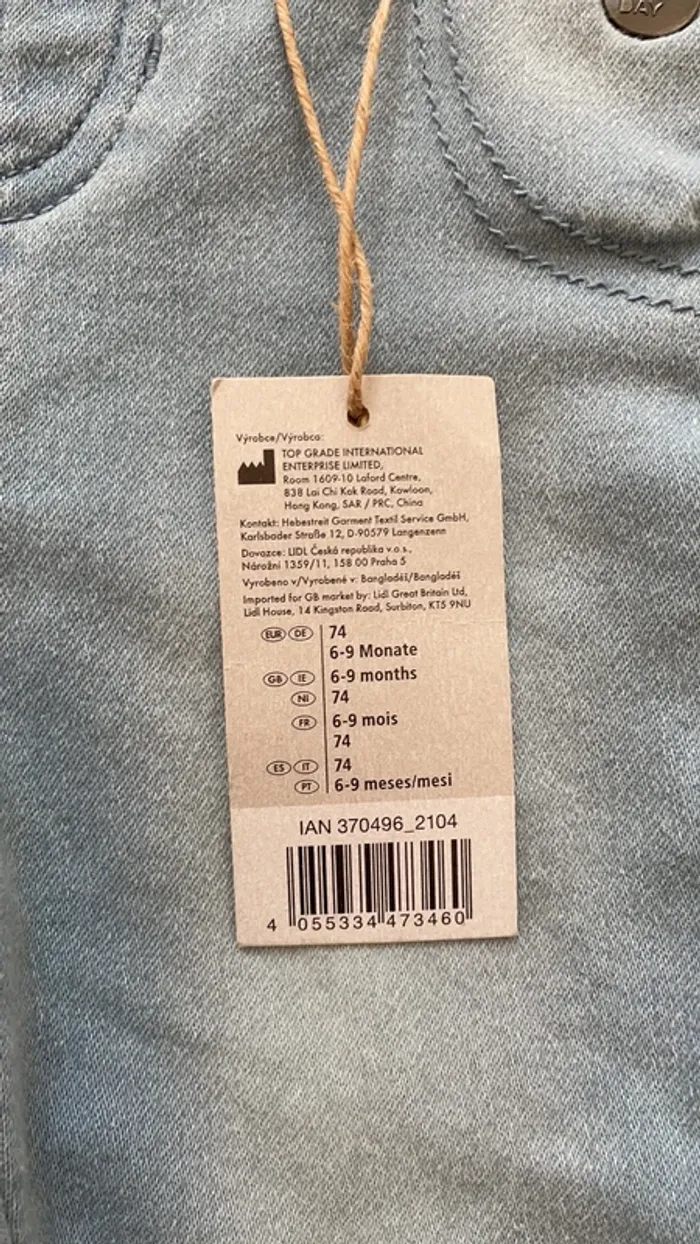 DAY
Výrobce/Výrobca:
TOP GRADE INTERNATIONAL
ENTERPRISE LIMITED,
Room 1609-10 Laford Centre,
838 Lai Chi Kok Road, Kowloon,
Hong Kong, SAR / PRC, China
Kontakt: Hebestreit Garment Textil Service GmbH,
Karlsbader Straße 12, D-90579 Langenzenn
Dovozce: LIDL Česká republika v.o.s.,
Nárožní 1359/11, 158 00 Praha 5
Vyrobeno v/Vyrobené v: Bangladéš/Bangladéš
Imported for GB market by: Lidl Great Britain Ltd,
Lidl House, 14 Kingston Road, Surbiton, KT5 9NU
EUR DE 74
6-9 Monate
GB IE 6-9 months
NI 74
FR 6-9 mois
74
ES IT 74
PT 6-9 meses/mesi
IAN 370496_2104
4 055334 473460